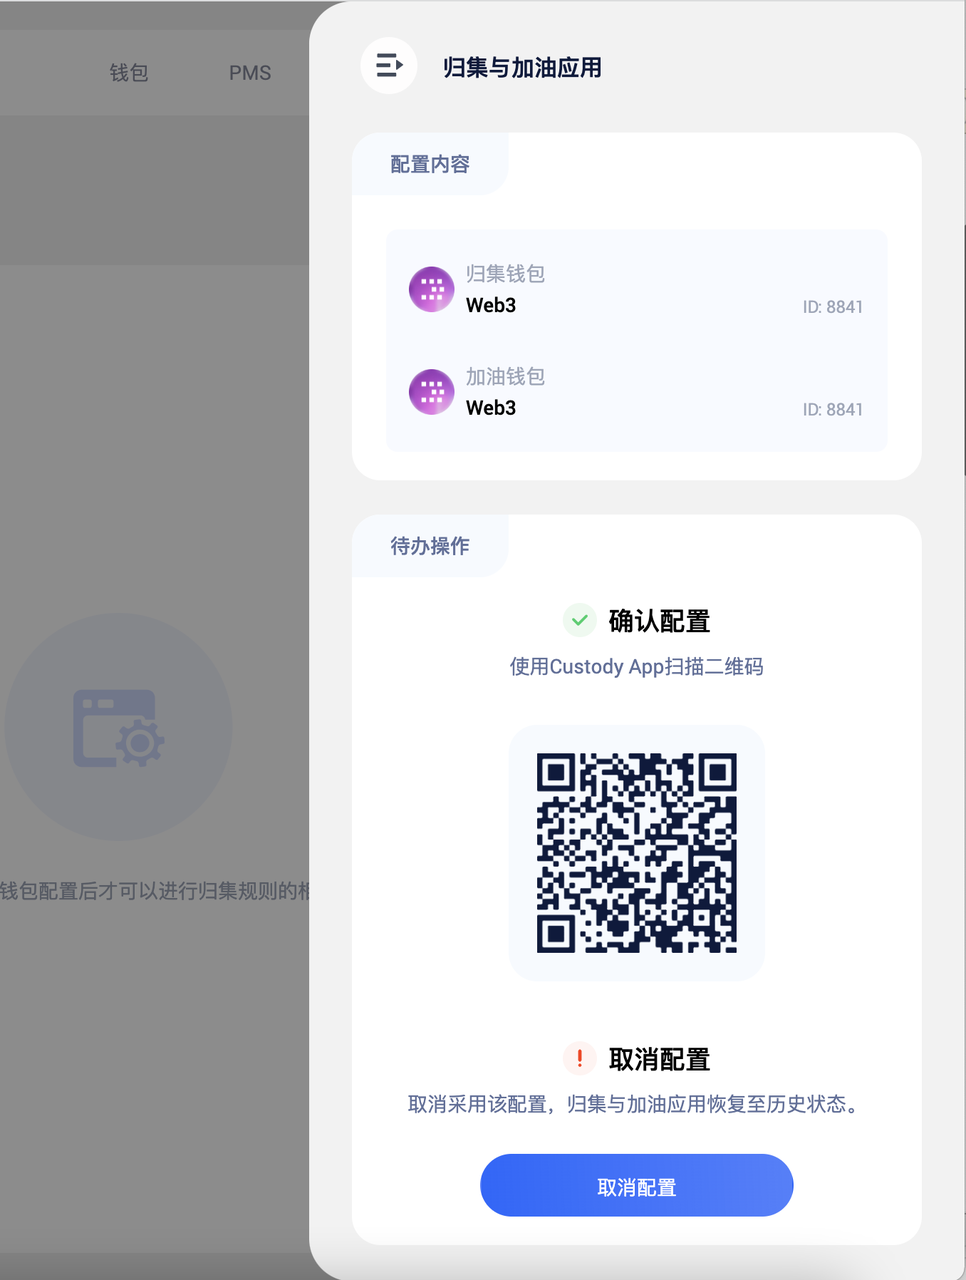 钱包
PMS
归集与加油应用
配置内容
归集钱包
Web3
ID: 8841
加油钱包
Web3
ID: 8841
待办操作
确认配置
使用Custody App扫描二维码
钱包配置后才可以进行归集规则的
取消配置
取消采用该配置，归集与加油应用恢复至历史状态。
取消配置